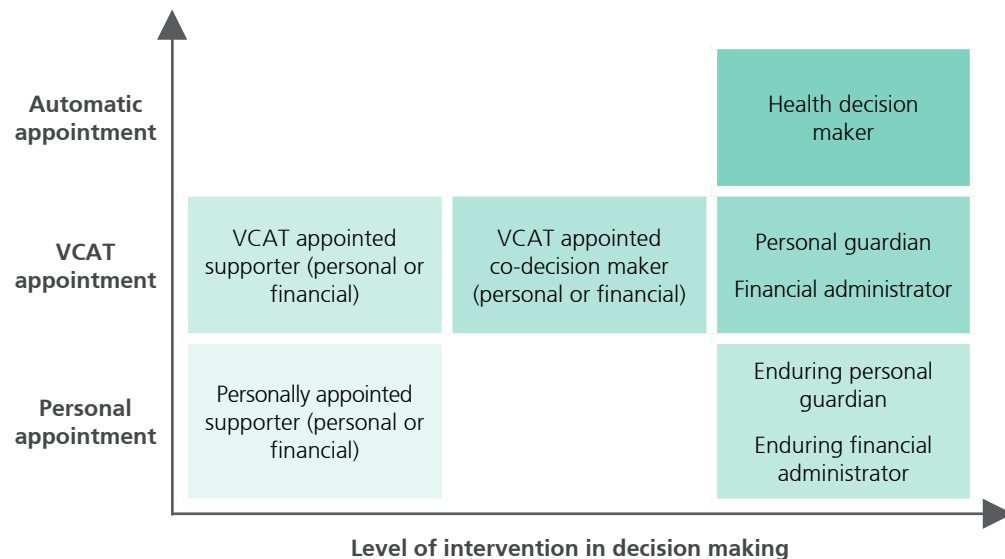 Automatic
appointment
Health decision
maker
VCAT
appointment
VCAT appointed
supporter (personal or
financial)
VCAT appointed
co-decision maker
(personal or financial)
Personal guardian
Financial administrator
Personal
appointment
Personally appointed
supporter (personal or
financial)
Enduring personal
guardian
Enduring financial
administrator
Level of intervention in decision making